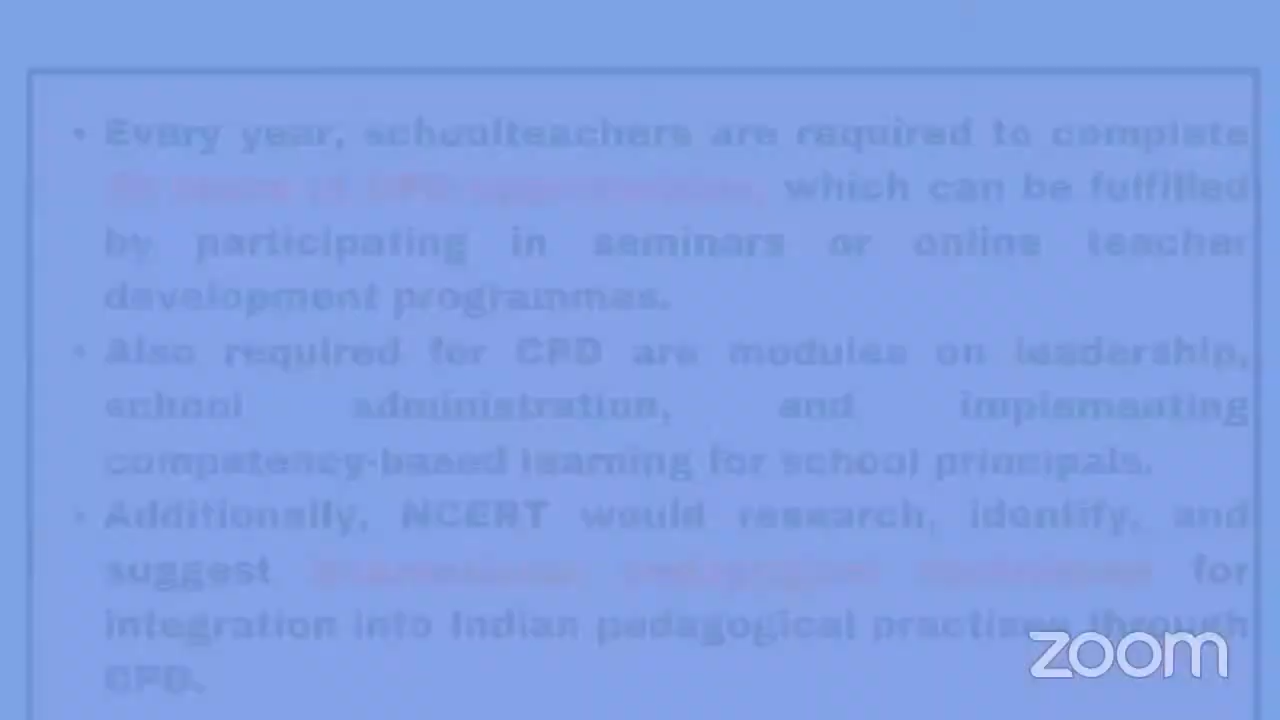 • Every year, schoolteachers are required to complete
which can be fulfilled
by participating in seminars or online teacher
development programmes.
• Also required for CPD are modules on leadership,
school administration, and implementing
competency-based learning for school principals.
• Additionally, NCERT would research, identify, and
suggest for
integration into Indian pedagogical practises through
CPD.
zoom